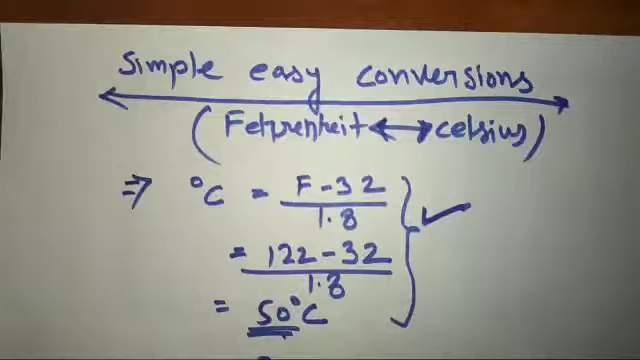 Simple easy conversions
(Fehrenheit ↔ celsius)
⇒ °C = F-32
1.8
= 122-32
1.8
= 50°C